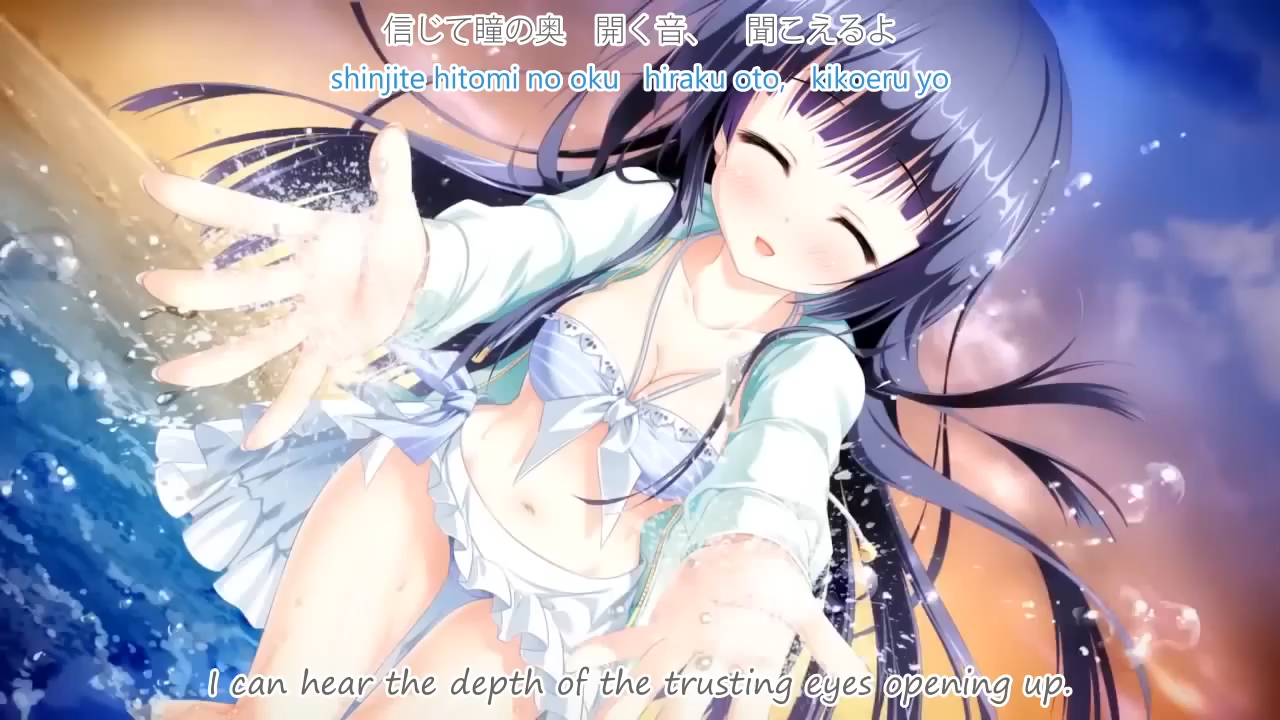 信じて瞳の奥　開く音、　聞こえるよ
shinjite hitomi no oku hiraku oto, kikoeru yo
I can hear the depth of the trusting eyes opening up.